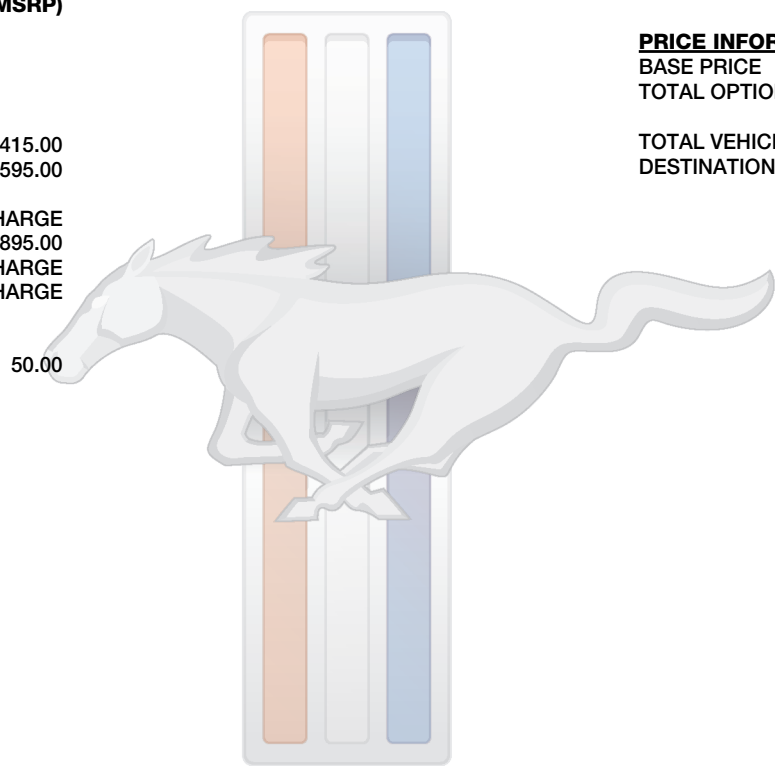 MSRP)
415.00
595.00
HARGE
895.00
HARGE
HARGE
50.00
PRICE INFOR
BASE PRICE
TOTAL OPTION
TOTAL VEHICL
DESTINATION